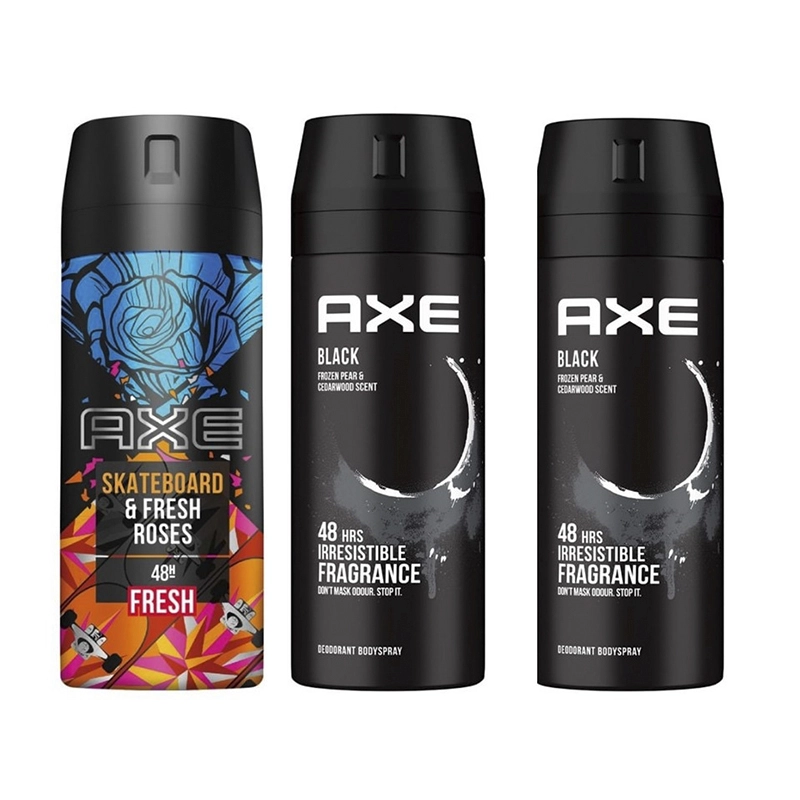 AXE
SKATEBOARD
& FRESH
ROSES
48H
FRESH
AXE
BLACK
FROZEN PEAR &
CEDARWOOD SCENT
48 HRS
IRRESISTIBLE
FRAGRANCE
DON'T MASK ODOUR. STOP IT.
DEODORANT BODYSPRAY
AXE
BLACK
FROZEN PEAR &
CEDARWOOD SCENT
48 HRS
IRRESISTIBLE
FRAGRANCE
DON'T MASK ODOUR. STOP IT.
DEODORANT BODYSPRAY